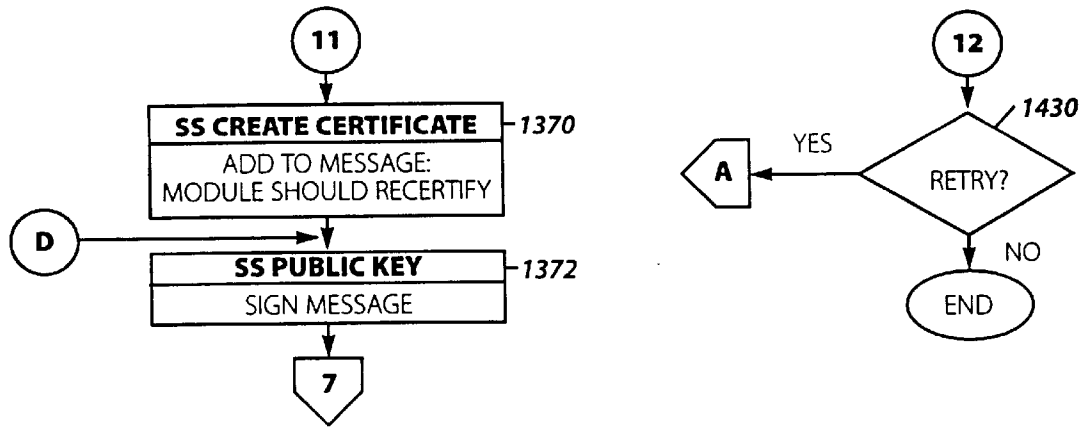 11
SS CREATE CERTIFICATE
1370
ADD TO MESSAGE:
MODULE SHOULD RECERTIFY
D
SS PUBLIC KEY
1372
SIGN MESSAGE
7
12
1430
YES
A
RETRY?
NO
END